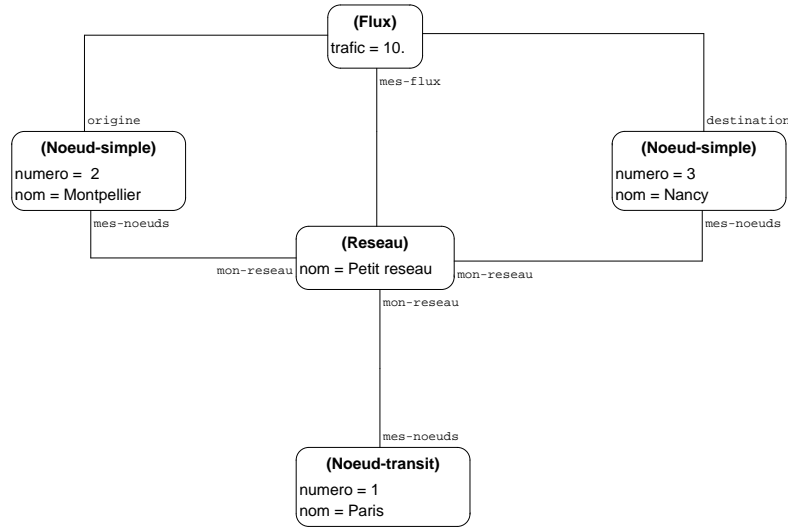 (Flux)
trafic = 10.
mes-flux
origine
destination
(Noeud-simple)
numero = 2
nom = Montpellier
(Noeud-simple)
numero = 3
nom = Nancy
mes-noeuds
mes-noeuds
(Reseau)
nom = Petit reseau
mon-reseau
mon-reseau
mon-reseau
mes-noeuds
(Noeud-transit)
numero = 1
nom = Paris